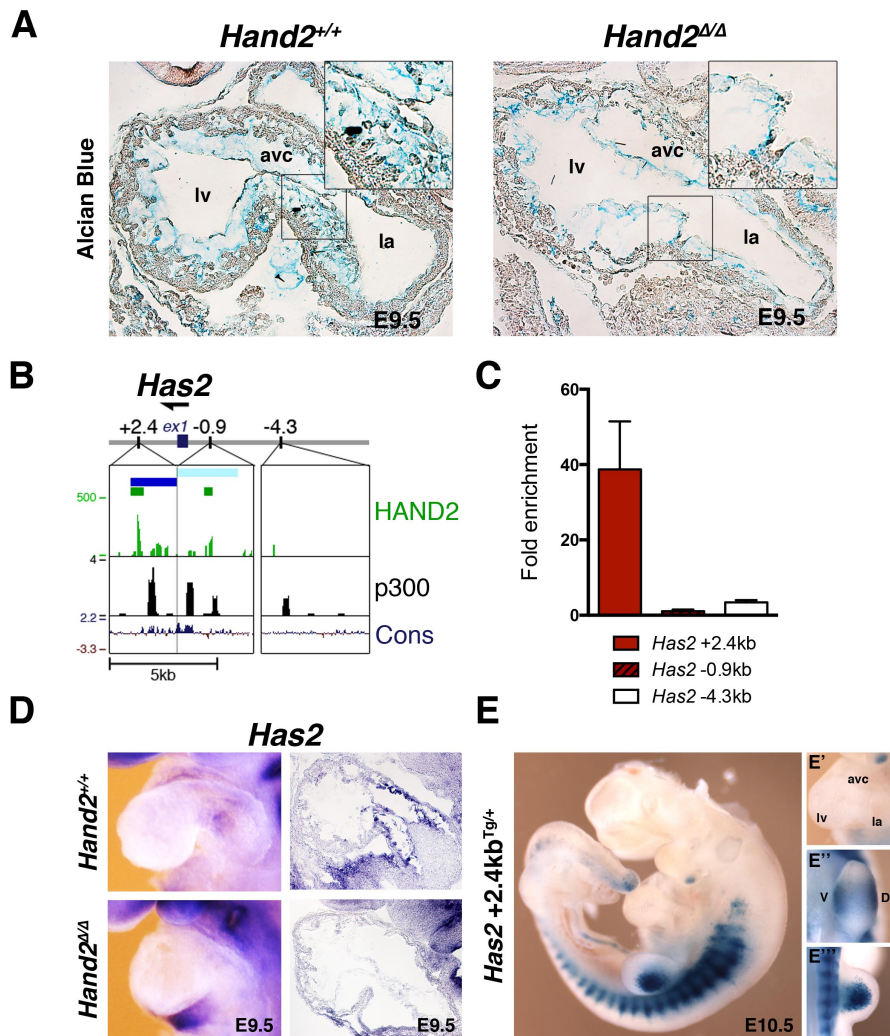 A
Hand2+/+
Hand2Δ/Δ
Alcian Blue
lv
avc
la
E9.5
lv
avc
la
E9.5
B
Has2
+2.4 ex1 -0.9 -4.3
500
HAND2
4
p300
2.2
Cons
-3.3
5kb
C
Fold enrichment
60
40
20
0
Has2 +2.4kb
Has2 -0.9kb
Has2 -4.3kb
D
Has2
Hand2+/+
Hand2Δ/Δ
E9.5
E9.5
E
Has2 +2.4kbTg/+
E10.5
E'
avc
lv
la
E''
V
D
E'''